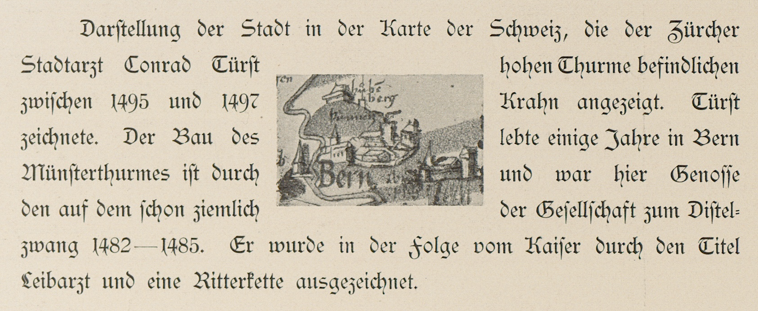 Darstellung der Stadt in der Karte der Schweiz, die der Zürcher
Stadtarzt Conrad Türst
zwischen 1495 und 1497
zeichnete. Der Bau des
Münsterthurmes ist durch
den auf dem schon ziemlich
hohen Thurme befindlichen
Krahn angezeigt. Türst
lebte einige Jahre in Bern
und war hier Genosse
der Gesellschaft zum Distel-
zwang 1482—1485. Er wurde in der Folge vom Kaiser durch den Titel
Leibarzt und eine Ritterkette ausgezeichnet.
Bern